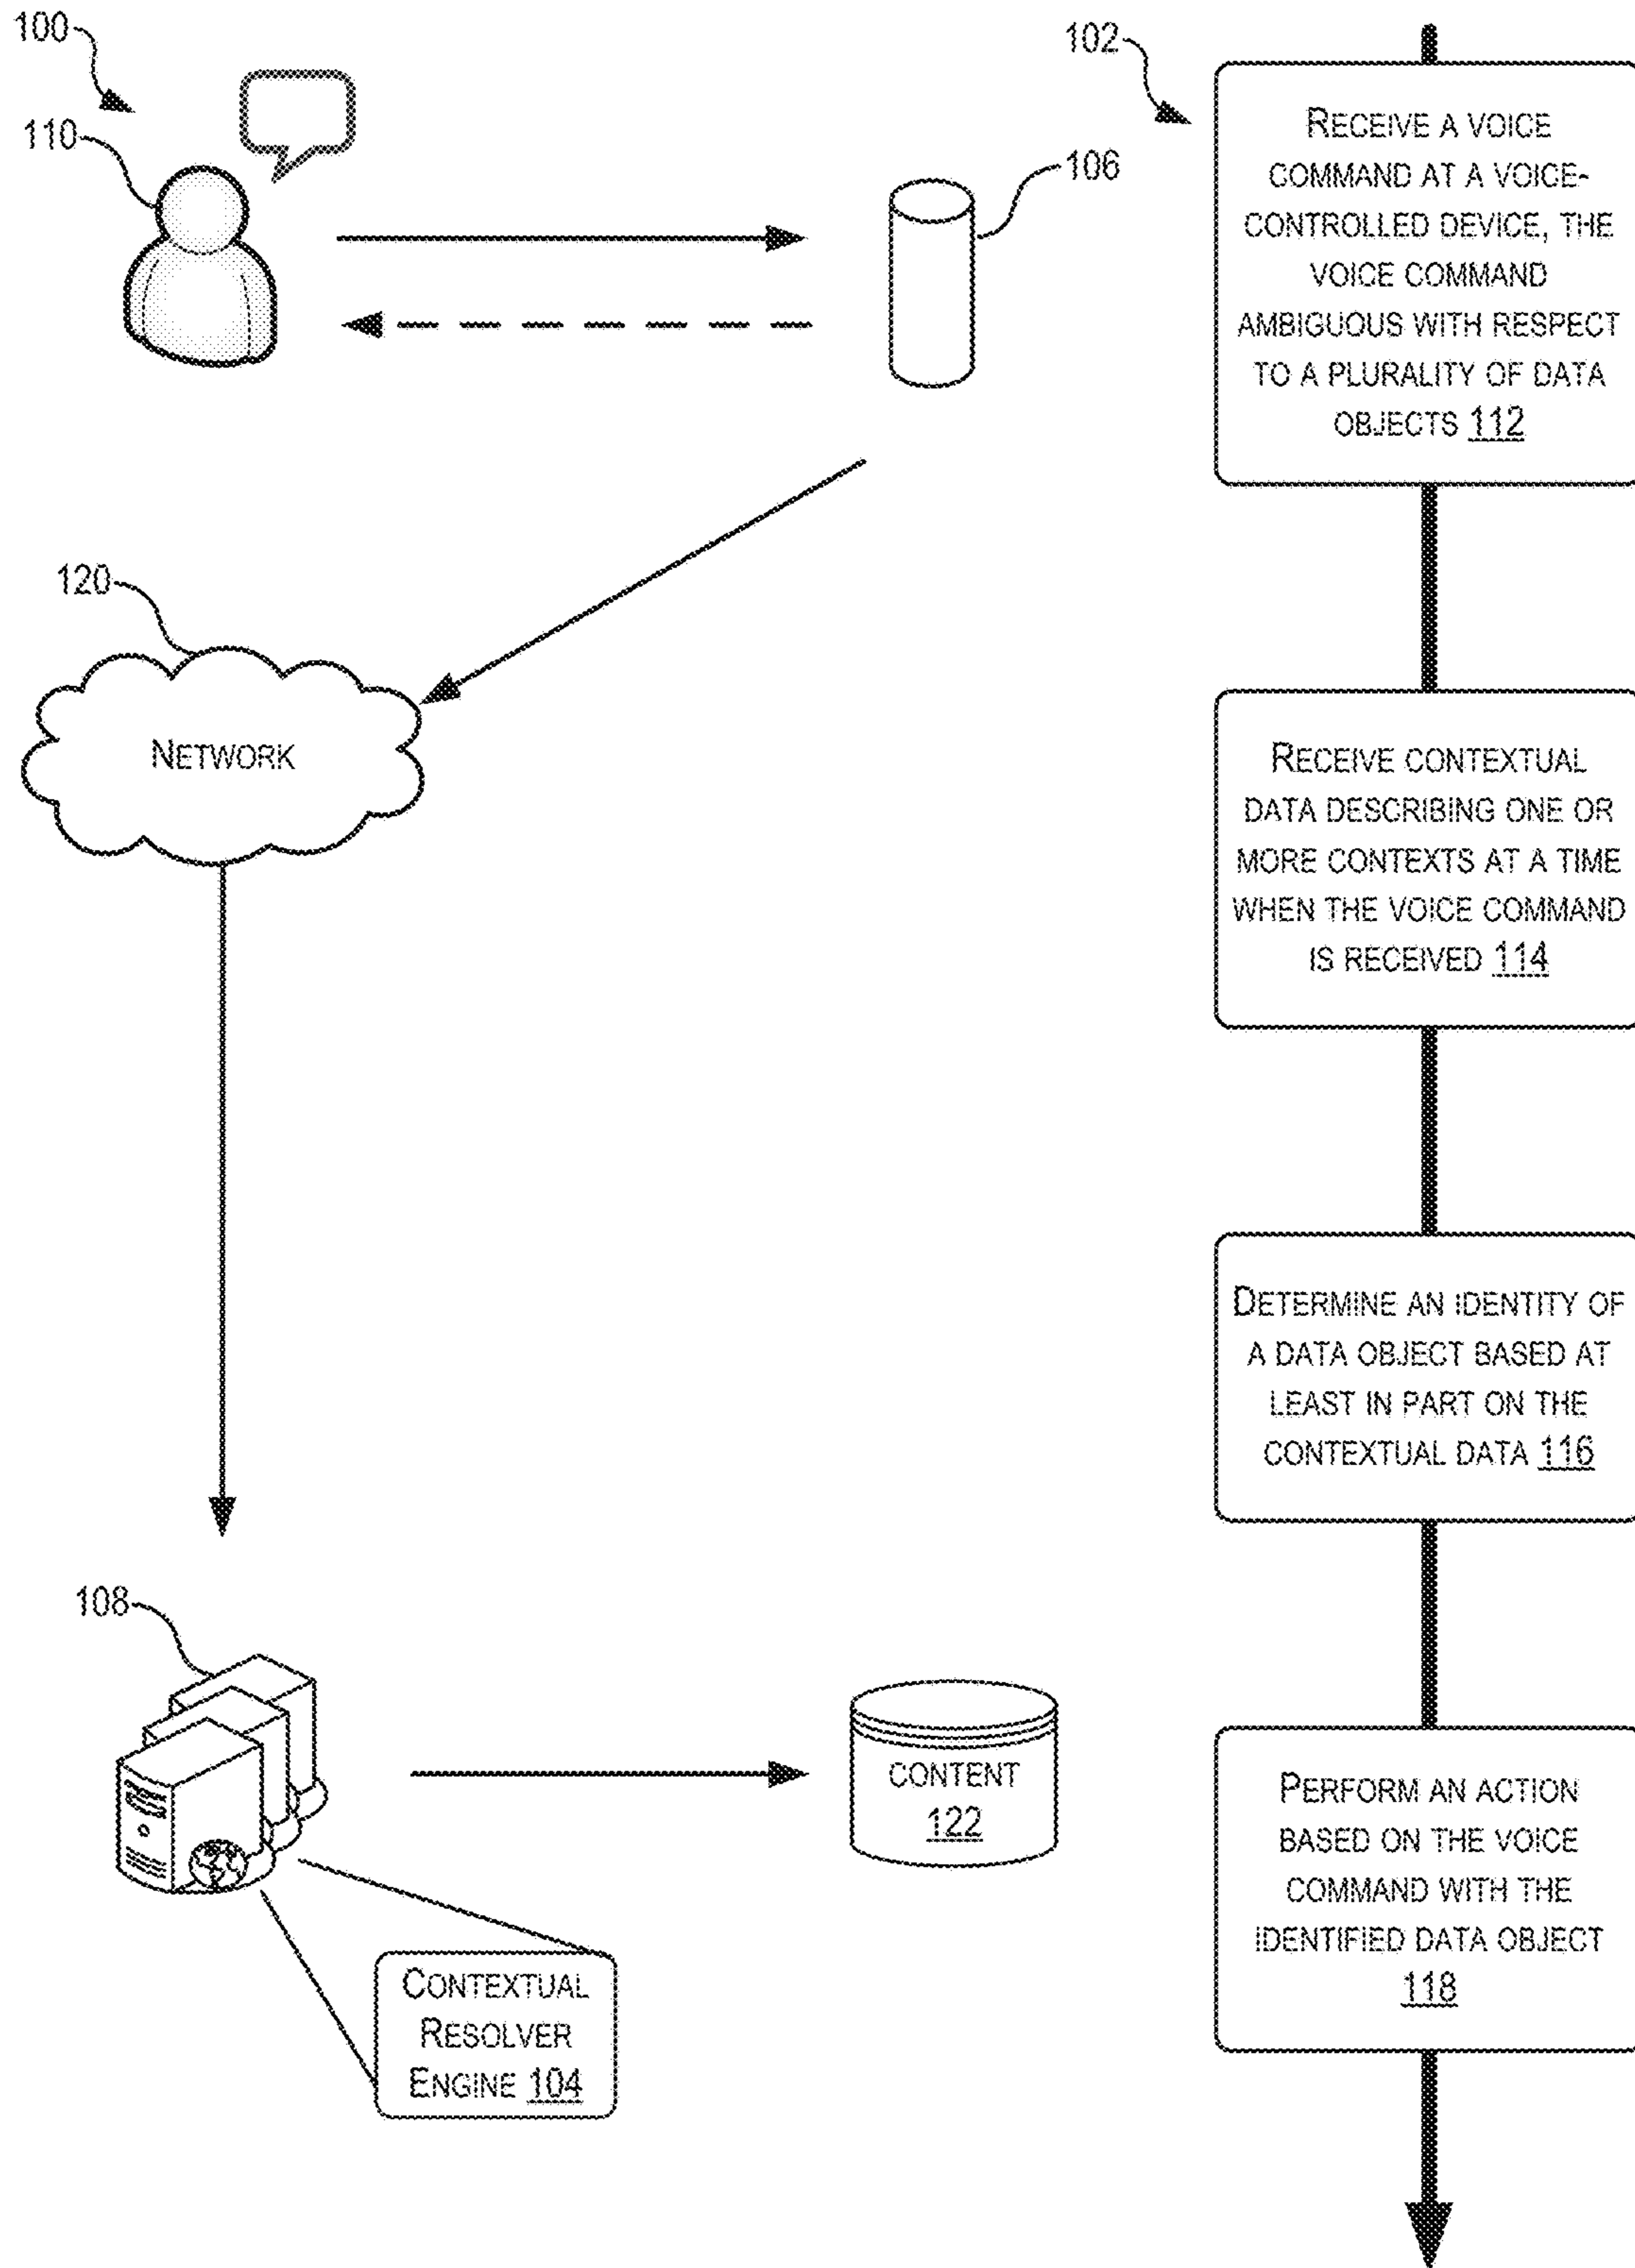 100
110
106
120
NETWORK
108
CONTENT
122
CONTEXTUAL
RESOLVER
ENGINE 104
102
RECEIVE A VOICE
COMMAND AT A VOICE-
CONTROLLED DEVICE, THE
VOICE COMMAND
AMBIGUOUS WITH RESPECT
TO A PLURALITY OF DATA
OBJECTS 112
RECEIVE CONTEXTUAL
DATA DESCRIBING ONE OR
MORE CONTEXTS AT A TIME
WHEN THE VOICE COMMAND
IS RECEIVED 114
DETERMINE AN IDENTITY OF
A DATA OBJECT BASED AT
LEAST IN PART ON THE
CONTEXTUAL DATA 116
PERFORM AN ACTION
BASED ON THE VOICE
COMMAND WITH THE
IDENTIFIED DATA OBJECT
118